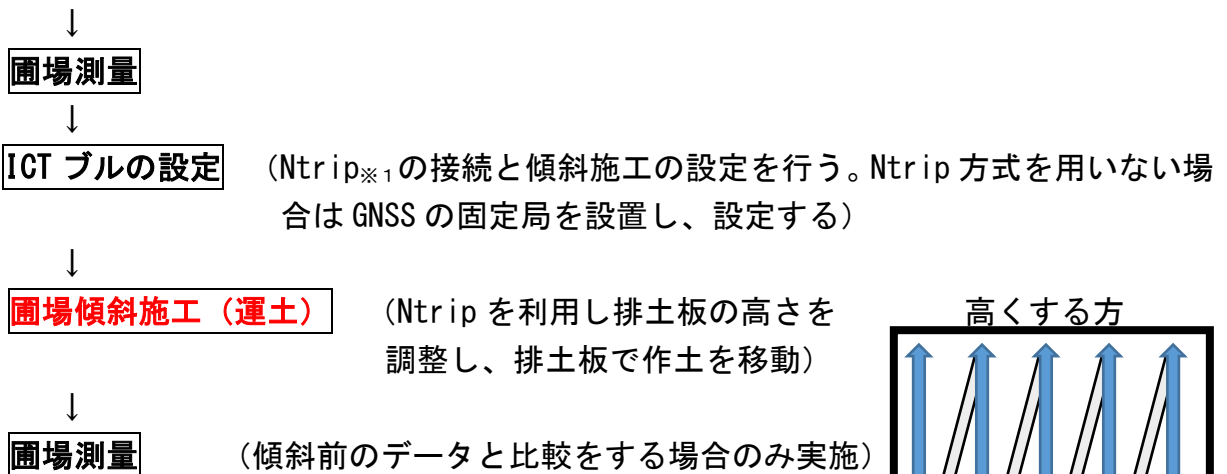 ↓
圃場測量
↓
ICT ブルの設定 (Ntrip※1の接続と傾斜施工の設定を行う。Ntrip 方式を用いない場
合は GNSS の固定局を設置し、設定する)
↓
圃場傾斜施工(運土) (Ntrip を利用し排土板の高さを 高くする方
調整し、排土板で作土を移動)
↓
圃場測量 (傾斜前のデータと比較をする場合のみ実施)